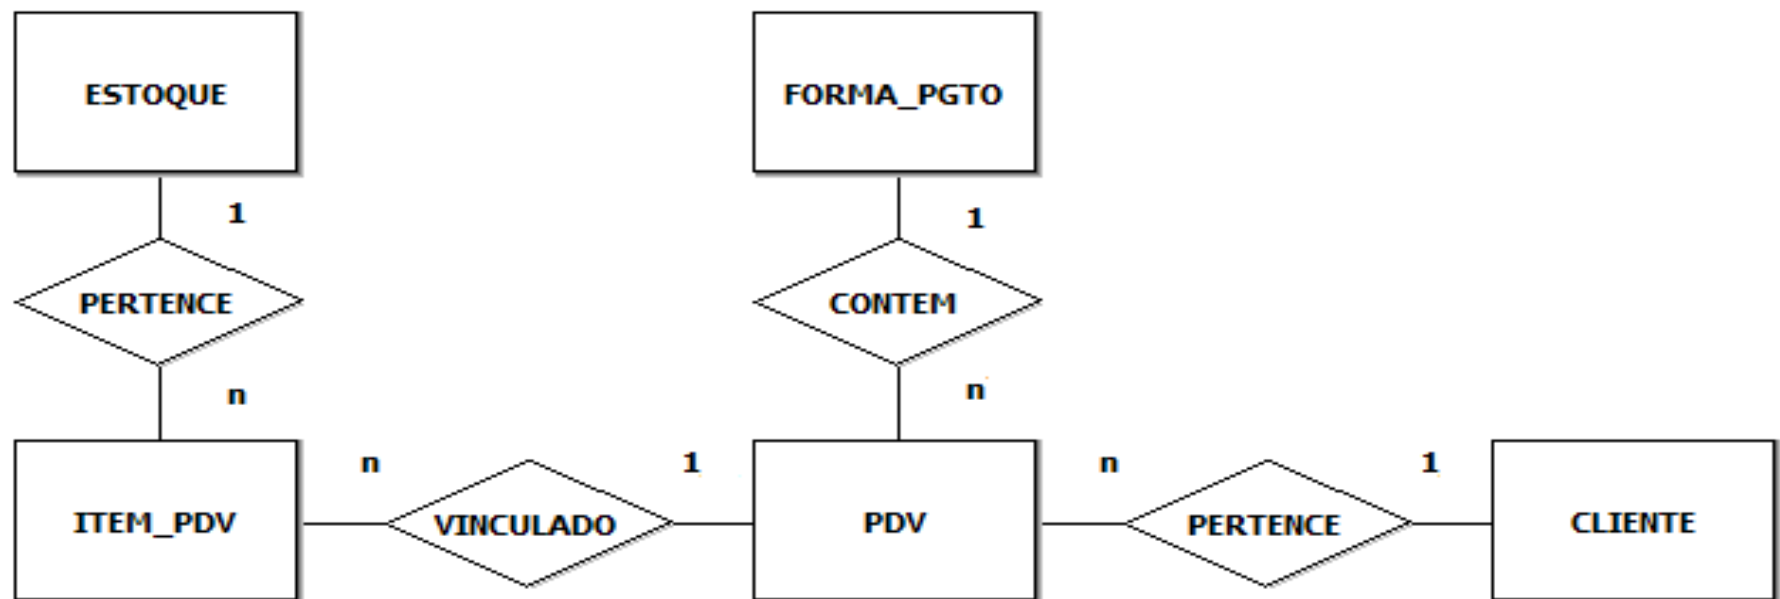 ESTOQUE
FORMA_PGTO
1
1
PERTENCE
CONTEM
n
n
n
1
n
1
ITEM_PDV
VINCULADO
PDV
PERTENCE
CLIENTE